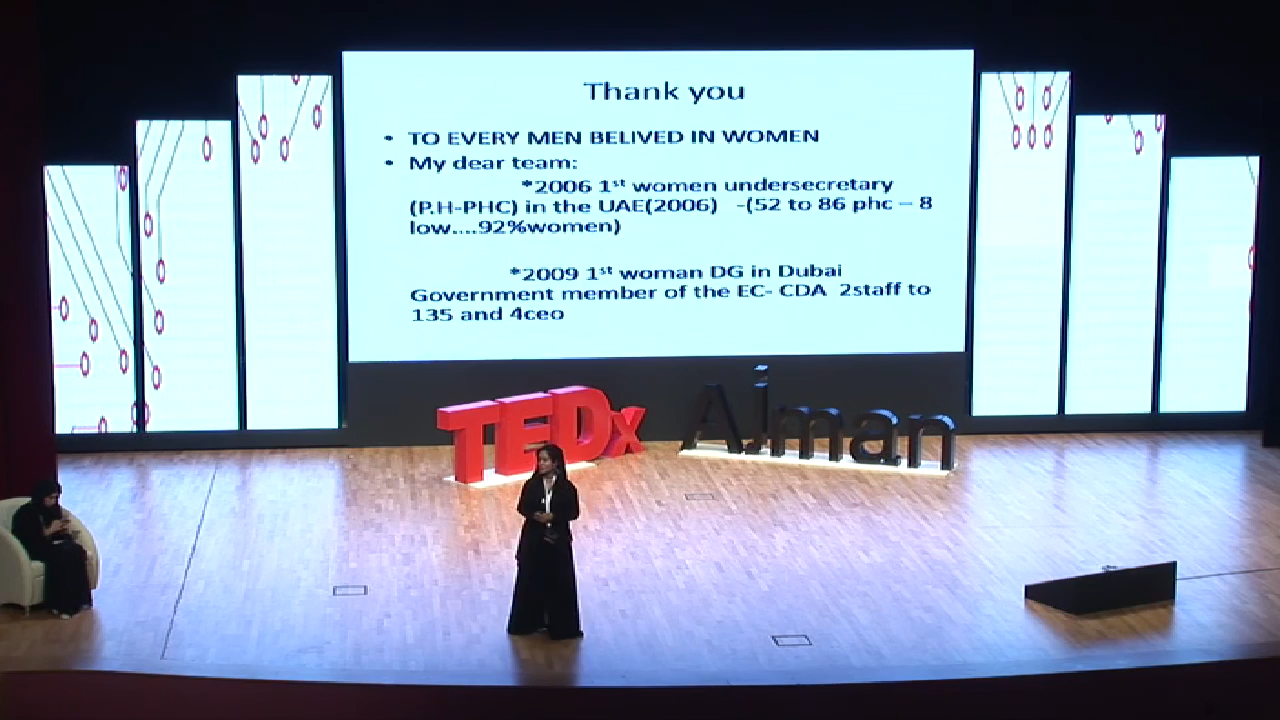 Thank you
• TO EVERY MEN BELIVED IN WOMEN
• My dear team:
*2006 1st women undersecretary
(P.H-PHC) in the UAE(2006) -(52 to 86 phc – 8
low....92%women)
*2009 1st woman DG in Dubai
Government member of the EC- CDA 2staff to
135 and 4ceo
TEDx Ajman